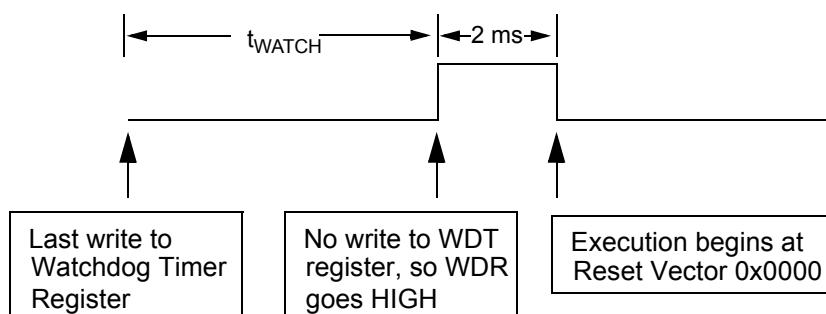 tWATCH
2 ms
Last write to
Watchdog Timer
Register
No write to WDT
register, so WDR
goes HIGH
Execution begins at
Reset Vector 0x0000